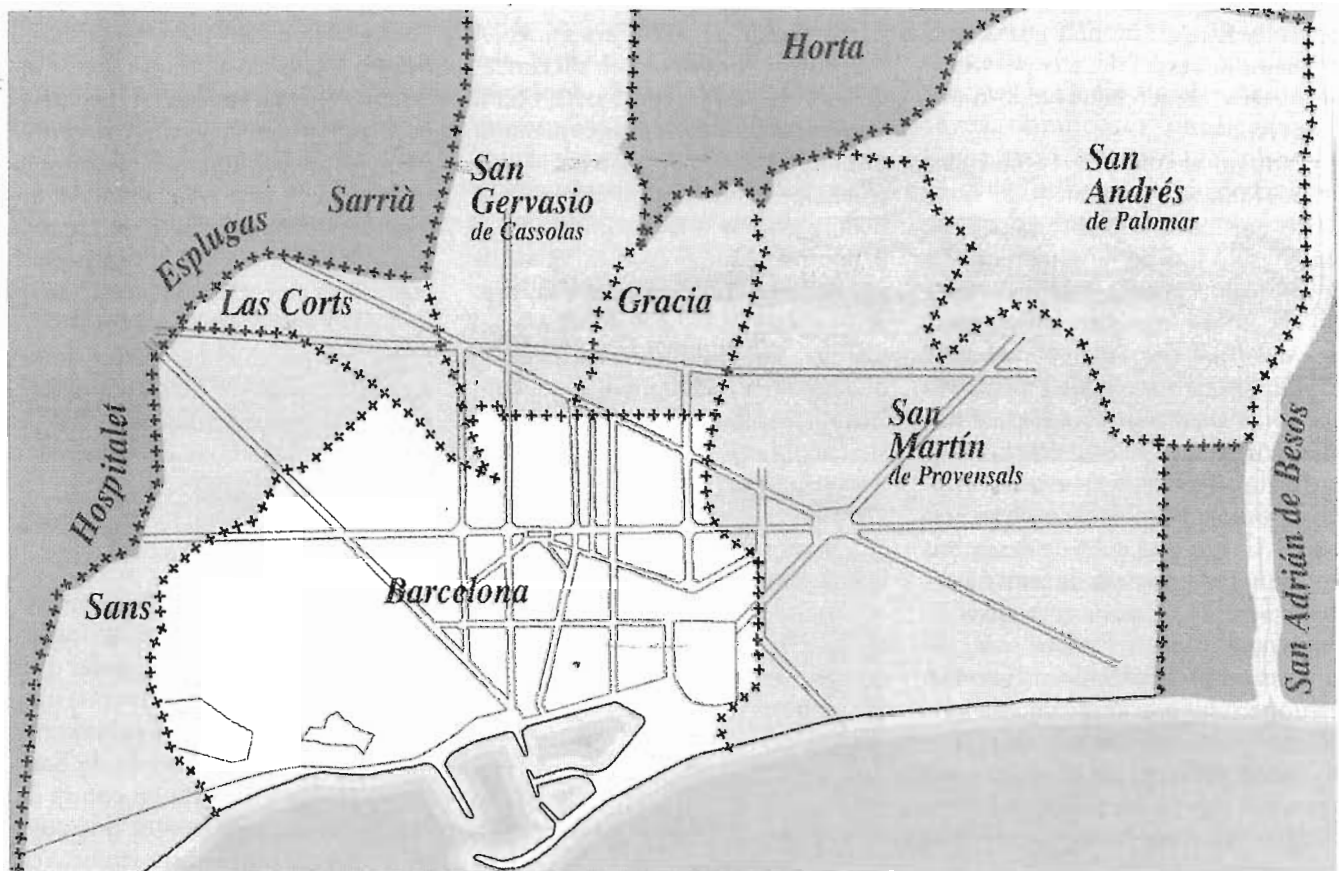 Horta
San
Andrés
de Palomar
San
Gervasio
de Cassolas
Sarrià
Esplugas
Las Corts
Gracia
San
Martín
de Provensals
Hospitalet
San Adrián de Besós
Barcelona
Sans